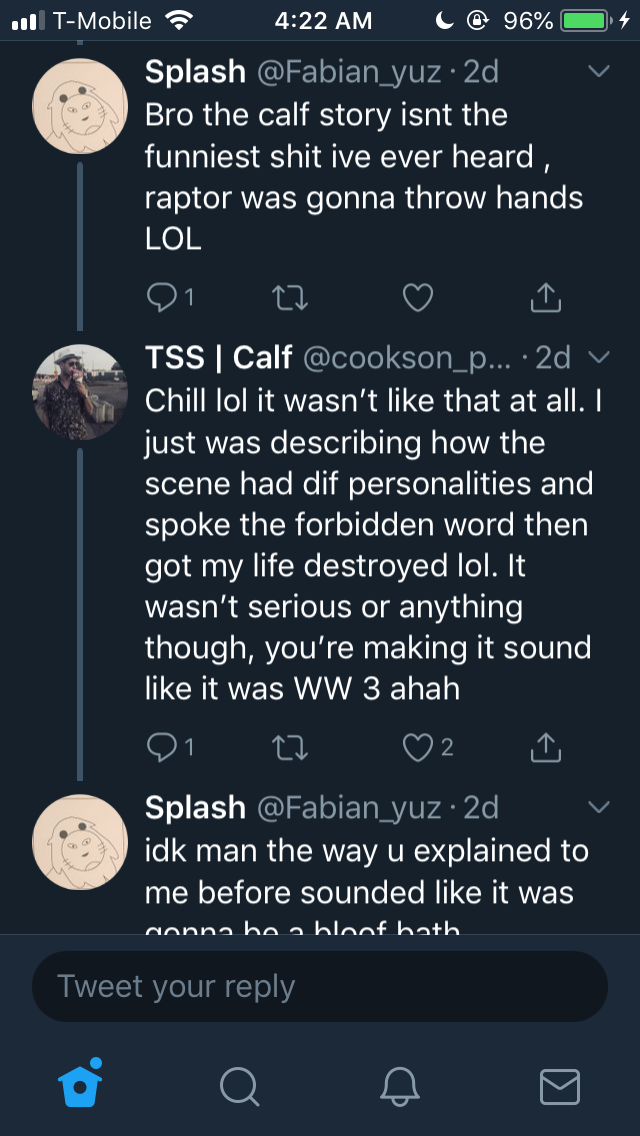 T-Mobile 4:22 AM 96%
Splash @Fabian_yuz · 2d
Bro the calf story isnt the
funniest shit ive ever heard ,
raptor was gonna throw hands
LOL
1
TSS | Calf @cookson_p... · 2d
Chill lol it wasn’t like that at all. I
just was describing how the
scene had dif personalities and
spoke the forbidden word then
got my life destroyed lol. It
wasn’t serious or anything
though, you’re making it sound
like it was WW 3 ahah
1 2
Splash @Fabian_yuz · 2d
idk man the way u explained to
me before sounded like it was
gonna be a bloof bath
Tweet your reply